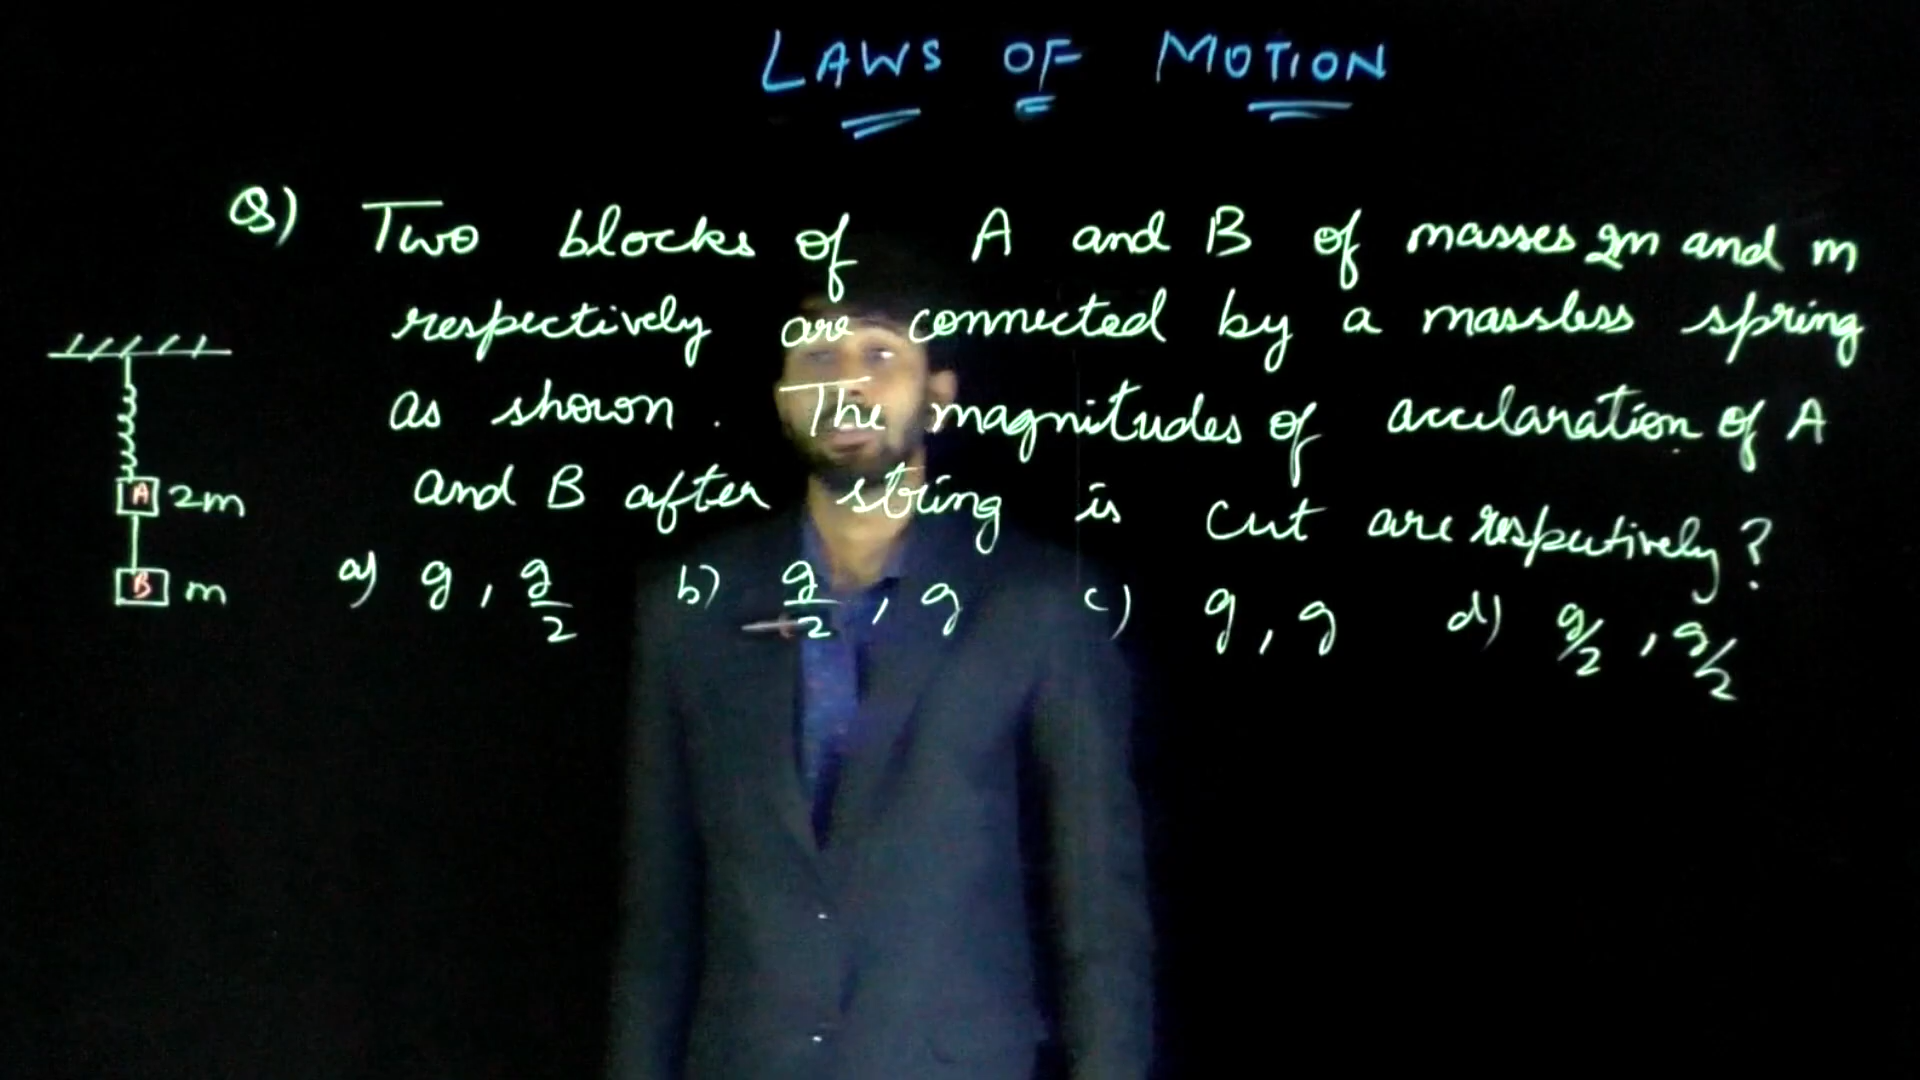 LAWS OF MOTION
Q) Two blocks of A and B of masses 2m and m
respectively are connected by a massless spring
as shown. The magnitudes of accelaration of A
and B after string is cut are respectively?
a) g, g/2 b) g/2, g c) g, g d) g/2, g/2
A 2m
B m